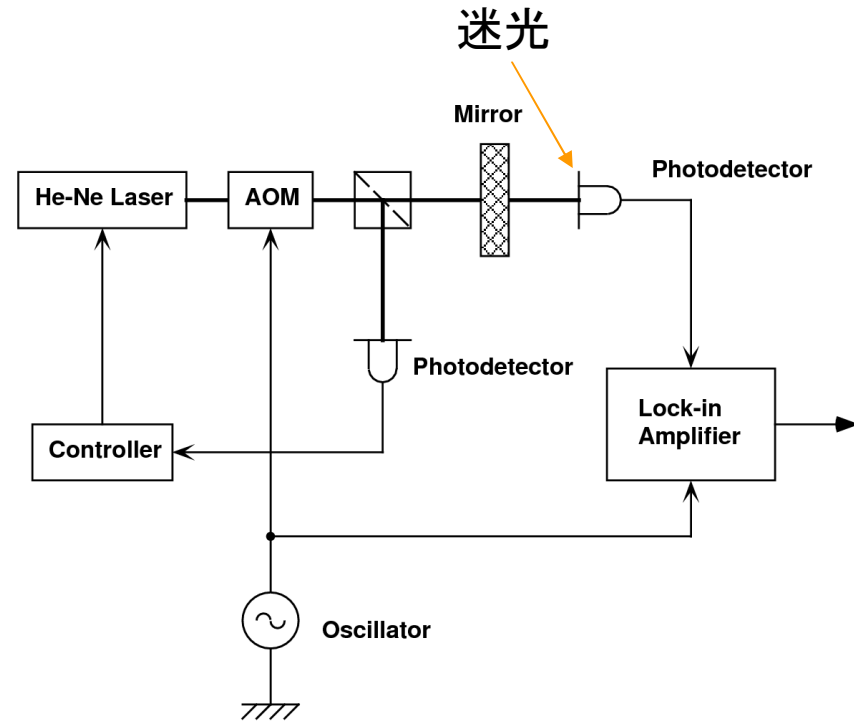 迷光
Mirror
Photodetector
He-Ne Laser
AOM
Photodetector
Lock-in
Amplifier
Controller
Oscillator